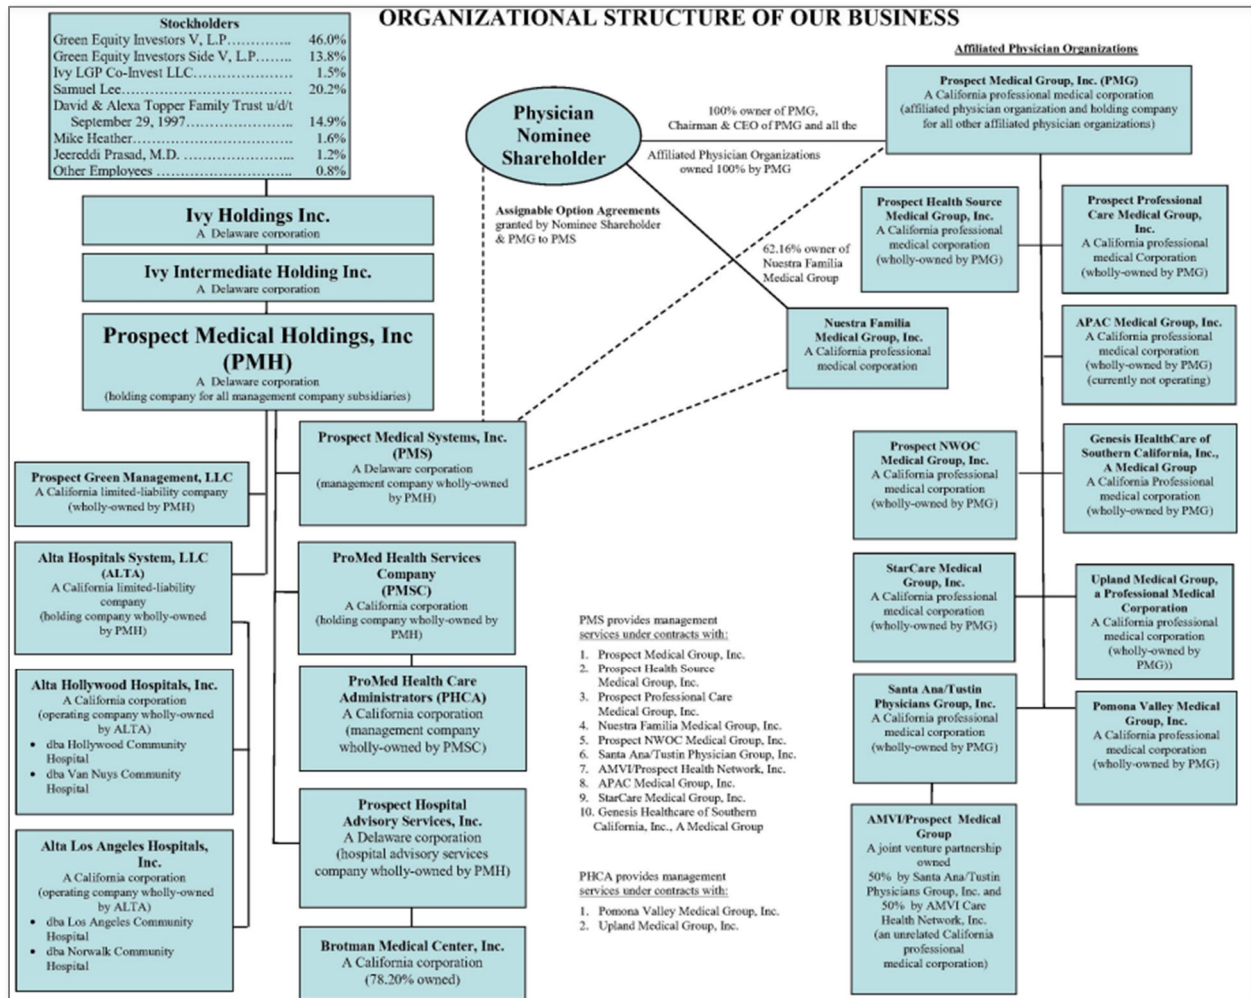 ORGANIZATIONAL STRUCTURE OF OUR BUSINESS
Stockholders
Green Equity Investors V, L.P………….. 46.0%
Green Equity Investors Side V, L.P…….. 13.8%
Ivy LGP Co-Invest LLC………………… 1.5%
Samuel Lee……………………………… 20.2%
David & Alexa Topper Family Trust u/d/t
September 29, 1997……………………. 14.9%
Mike Heather……………………………. 1.6%
Jeereddi Prasad, M.D. ………………….. 1.2%
Other Employees ………………………. 0.8%
Ivy Holdings Inc.
A Delaware corporation
Ivy Intermediate Holding Inc.
A Delaware corporation
Prospect Medical Holdings, Inc
(PMH)
A Delaware corporation
(holding company for all management company subsidiaries)
Prospect Green Management, LLC
A California limited-liability company
(wholly-owned by PMH)
Alta Hospitals System, LLC
(ALTA)
A California limited-liability
company
(holding company wholly-owned
by PMH)
Alta Hollywood Hospitals, Inc.
A California corporation
(operating company wholly-owned
by ALTA)
• dba Hollywood Community
Hospital
• dba Van Nuys Community
Hospital
Alta Los Angeles Hospitals,
Inc.
A California corporation
(operating company wholly-owned
by ALTA)
• dba Los Angeles Community
Hospital
• dba Norwalk Community
Hospital
Prospect Medical Systems, Inc.
(PMS)
A Delaware corporation
(management company wholly-owned
by PMH)
ProMed Health Services
Company
(PMSC)
A California corporation
(holding company wholly-owned by
PMH)
ProMed Health Care
Administrators (PHCA)
A California corporation
(management company
wholly-owned by PMSC)
Prospect Hospital
Advisory Services, Inc.
A Delaware corporation
(hospital advisory services
company wholly-owned by PMH)
Brotman Medical Center, Inc.
A California corporation
(78.20% owned)
Physician
Nominee
Shareholder
100% owner of PMG,
Chairman & CEO of PMG and all the
Affiliated Physician Organizations
owned 100% by PMG
Assignable Option Agreements
granted by Nominee Shareholder
& PMG to PMS
62.16% owner of
Nuestra Familia
Medical Group
Nuestra Familia
Medical Group, Inc.
A California professional
medical corporation
PMS provides management
services under contracts with:
1. Prospect Medical Group, Inc.
2. Prospect Health Source
Medical Group, Inc.
3. Prospect Professional Care
Medical Group, Inc.
4. Nuestra Familia Medical Group, Inc.
5. Prospect NWOC Medical Group, Inc.
6. Santa Ana/Tustin Physician Group, Inc.
7. AMVI/Prospect Health Network, Inc.
8. APAC Medical Group, Inc.
9. StarCare Medical Group, Inc.
10. Genesis Healthcare of Southern
California, Inc., A Medical Group
PHCA provides management
services under contracts with:
1. Pomona Valley Medical Group, Inc.
2. Upland Medical Group, Inc.
Affiliated Physician Organizations
Prospect Medical Group, Inc. (PMG)
A California professional medical corporation
(affiliated physician organization and holding company
for all other affiliated physician organizations)
Prospect Health Source
Medical Group, Inc.
A California professional
medical corporation
(wholly-owned by PMG)
Prospect Professional
Care Medical Group,
Inc.
A California professional
medical Corporation
(wholly-owned by PMG)
APAC Medical Group, Inc.
A California professional
medical corporation
(wholly-owned by PMG)
(currently not operating)
Prospect NWOC
Medical Group, Inc.
A California professional
medical corporation
(wholly-owned by PMG)
Genesis HealthCare of
Southern California, Inc.,
A Medical Group
A California Professional
medical corporation
(wholly-owned by PMG)
StarCare Medical
Group, Inc.
A California professional
medical corporation
(wholly-owned by PMG)
Upland Medical Group,
a Professional Medical
Corporation
A California professional
medical corporation
(wholly-owned by
PMG))
Santa Ana/Tustin
Physicians Group, Inc.
A California professional
medical corporation
(wholly-owned by PMG)
Pomona Valley Medical
Group, Inc.
A California professional
medical corporation
(wholly-owned by PMG)
AMVI/Prospect Medical
Group
A joint venture partnership
owned
50% by Santa Ana/Tustin
Physicians Group, Inc. and
50% by AMVI Care
Health Network, Inc.
(an unrelated California
professional
medical corporation)